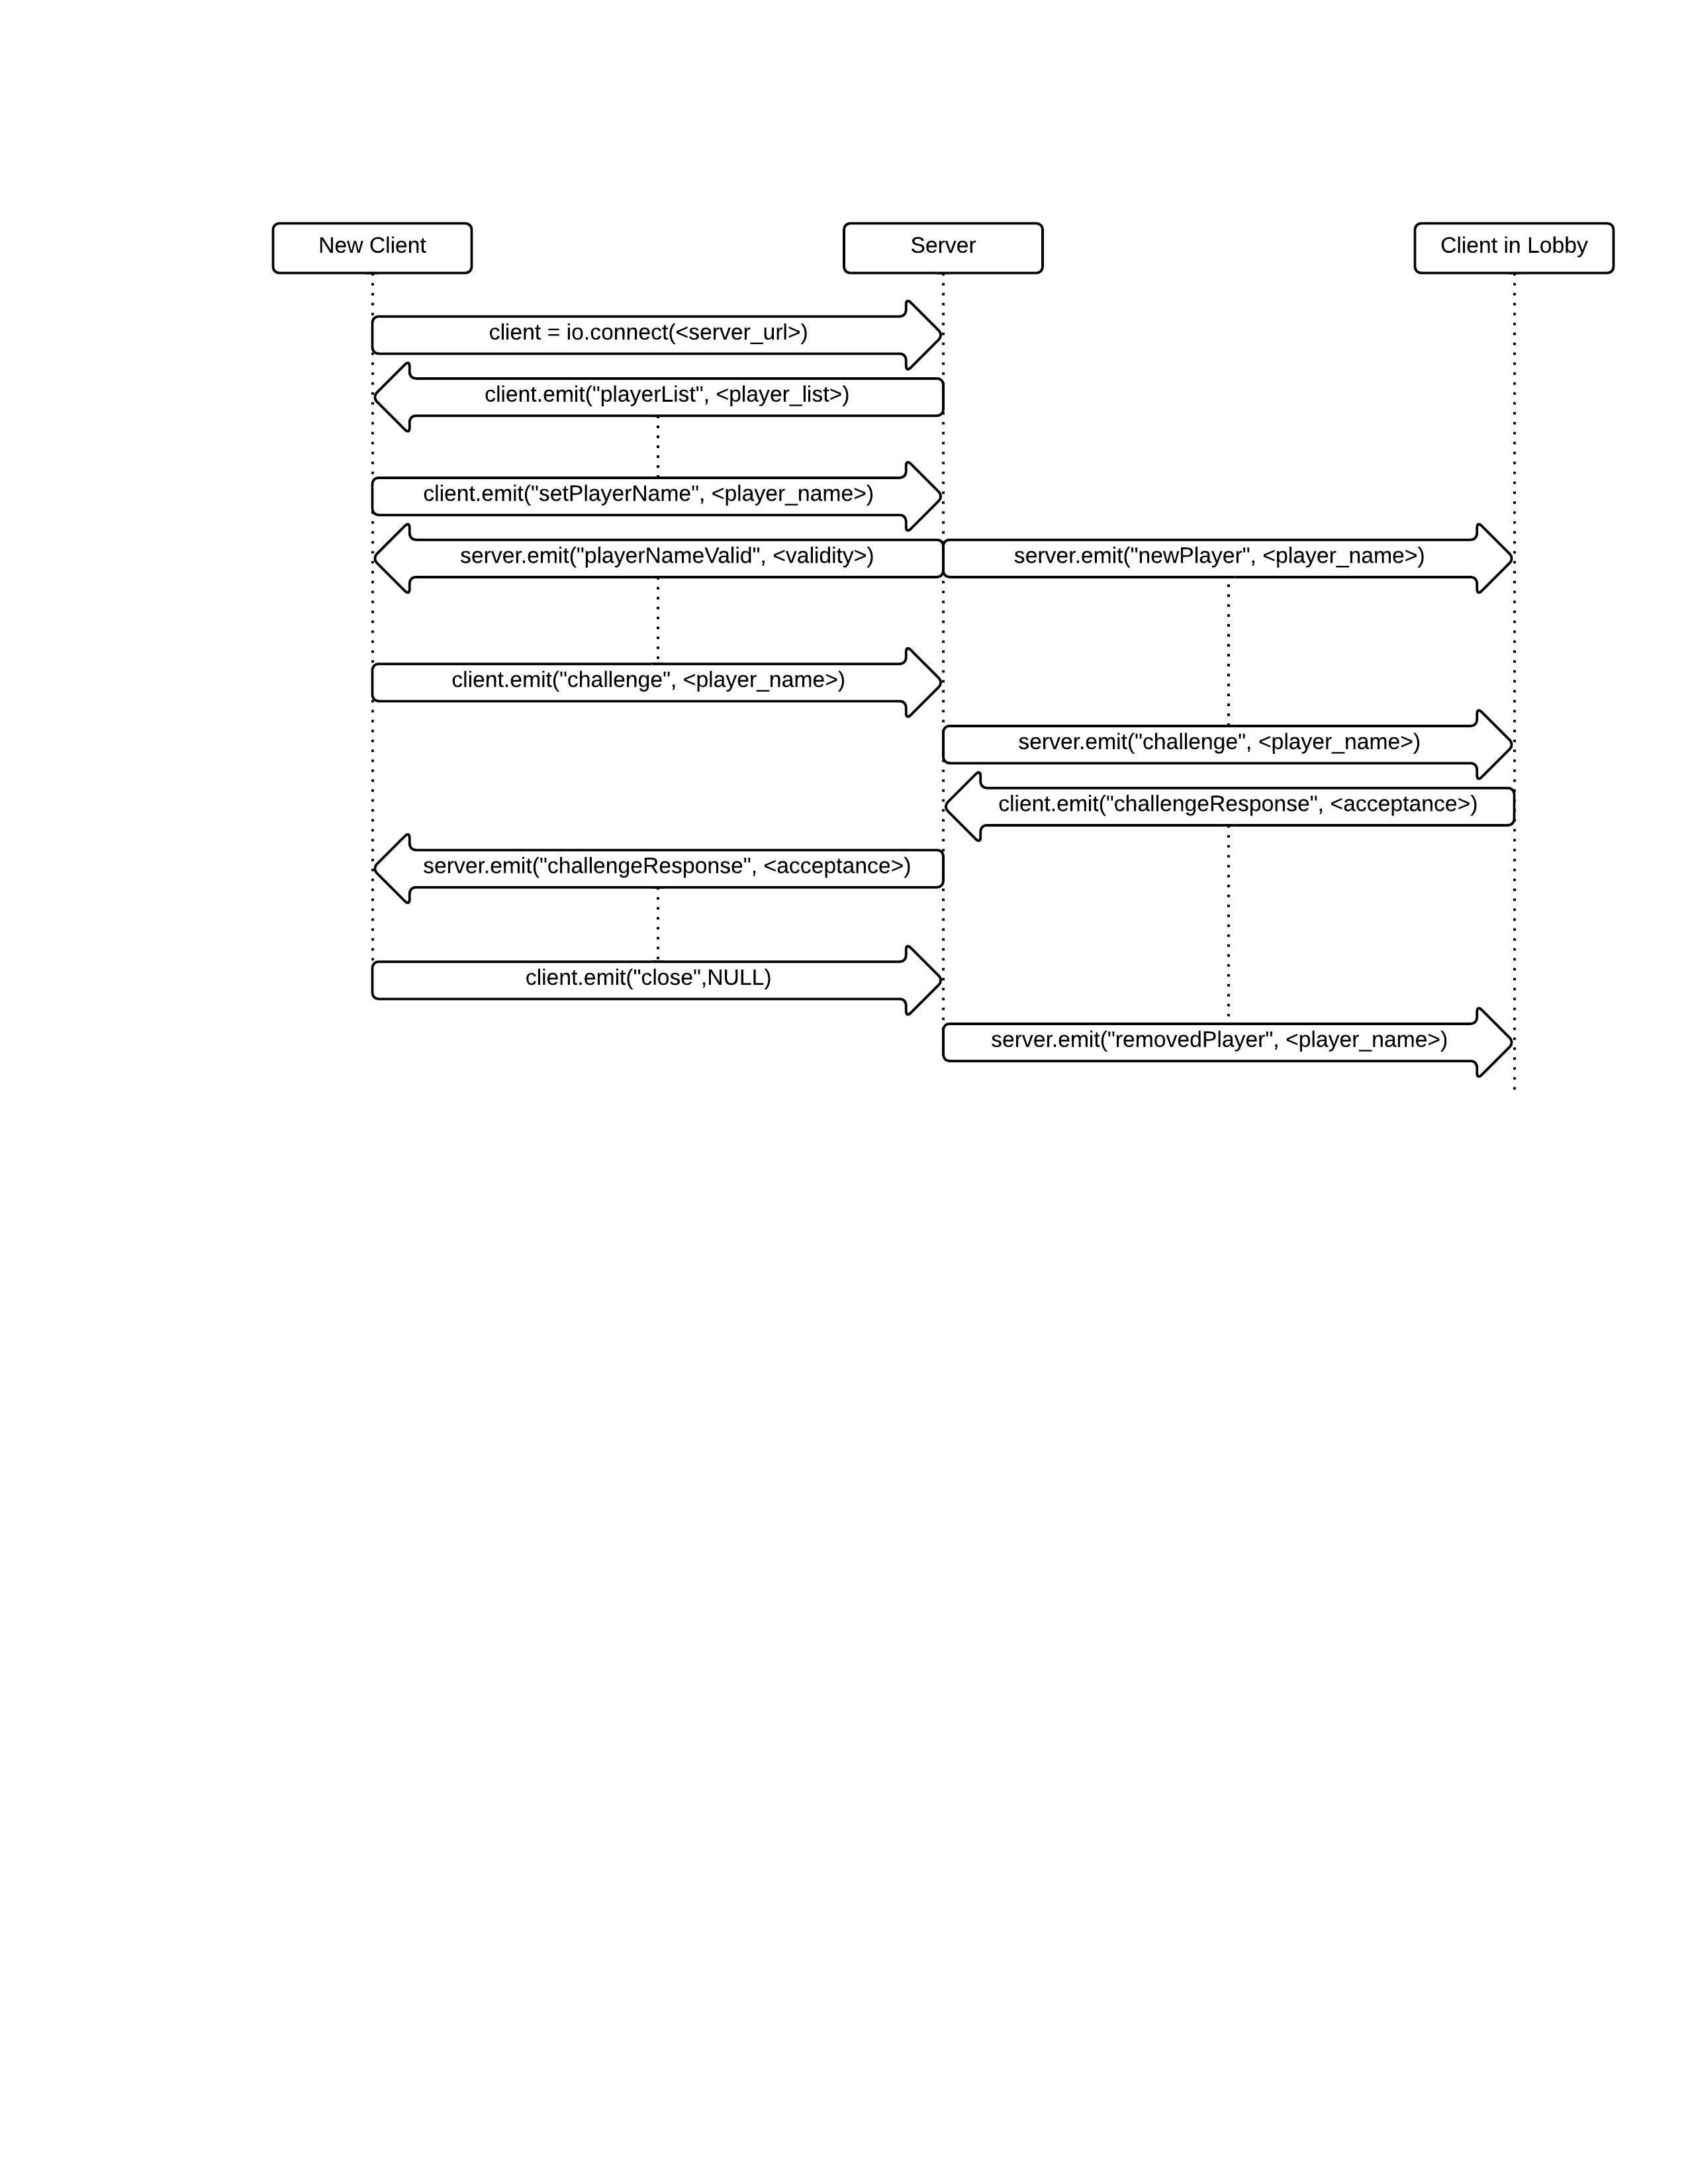 New Client
Server
Client in Lobby
client = io.connect(<server_url>)
client.emit("playerList", <player_list>)
client.emit("setPlayerName", <player_name>)
server.emit("playerNameValid", <validity>)
server.emit("newPlayer", <player_name>)
client.emit("challenge", <player_name>)
server.emit("challenge", <player_name>)
client.emit("challengeResponse", <acceptance>)
server.emit("challengeResponse", <acceptance>)
client.emit("close",NULL)
server.emit("removedPlayer", <player_name>)